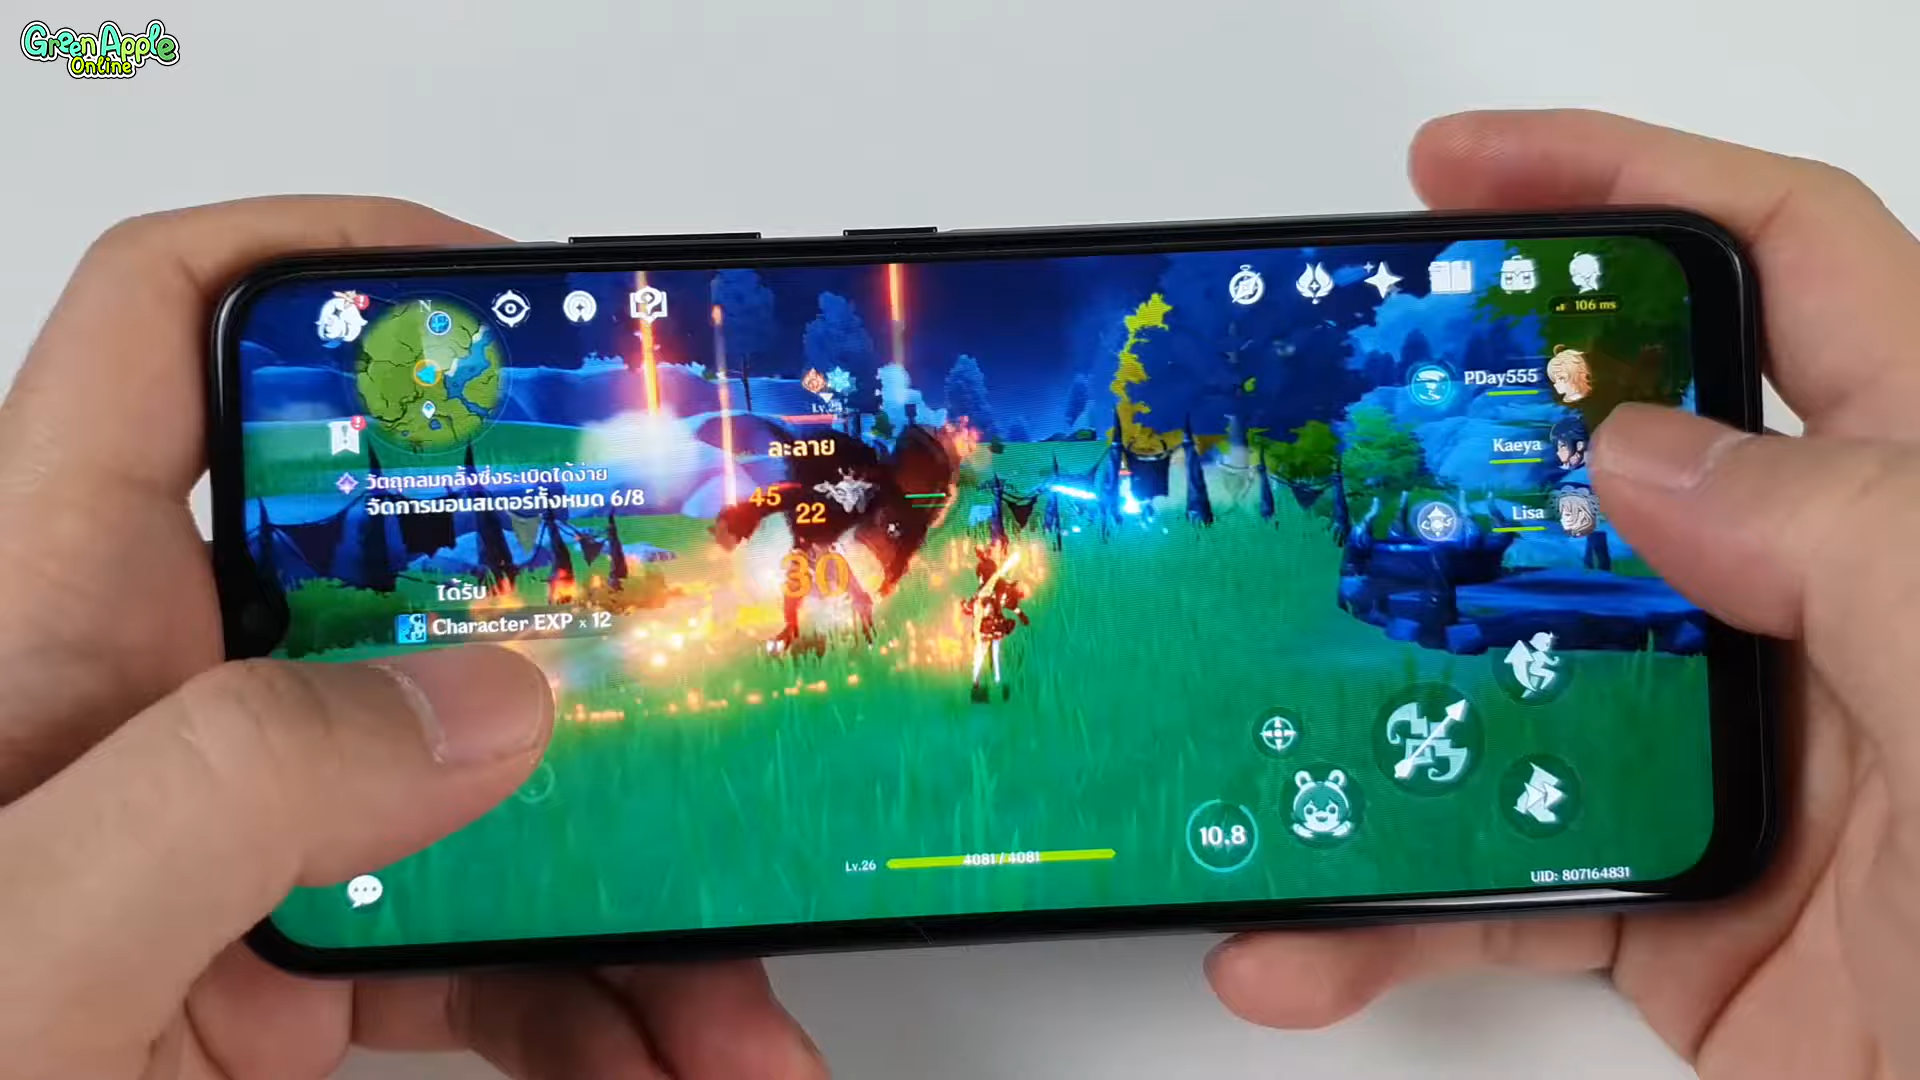 GreenApple
Online
N
106 ms
PDay555
Kaeya
Lisa
ละลาย
45
22
30
วัตถุกลมกลิ้งซึ่งระเบิดได้ง่าย
จัดการมอนสเตอร์ทั้งหมด 6/8
ได้รับ
Character EXP x 12
10.8
Lv.26
4081 / 4081
UID: 807164831